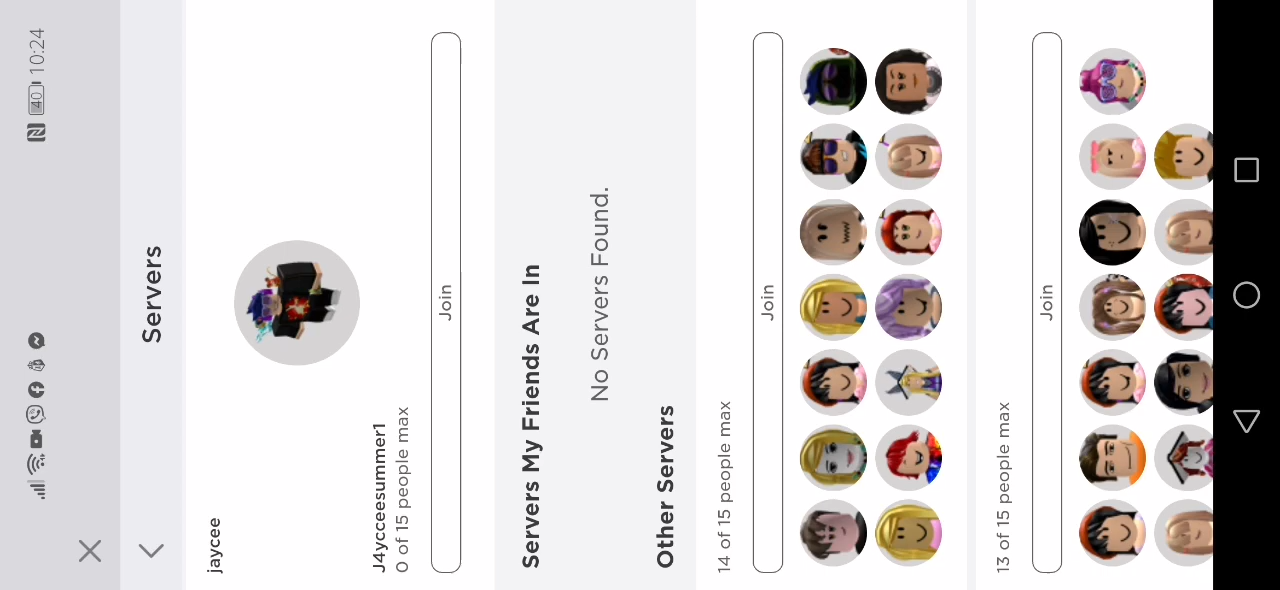 10:24
40
Servers
jaycee
J4ycceesummer1
0 of 15 people max
Join
Servers My Friends Are In
No Servers Found.
Other Servers
14 of 15 people max
Join
13 of 15 people max
Join